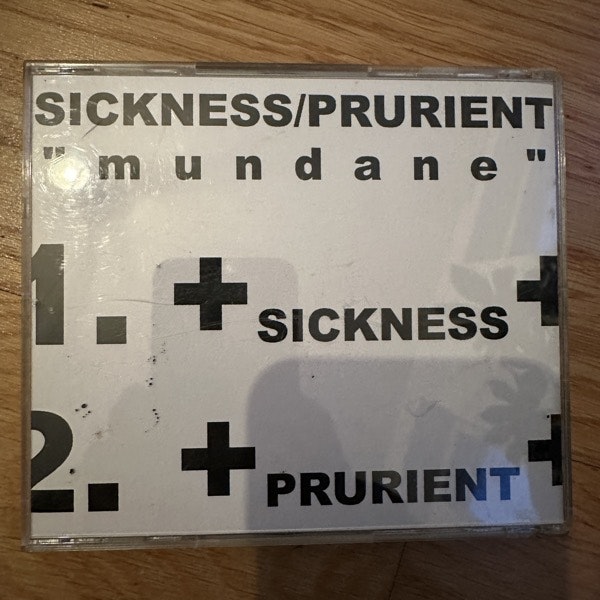 SICKNESS/PRURIENT
"mundane"
1. + SICKNESS +
2. + PRURIENT +